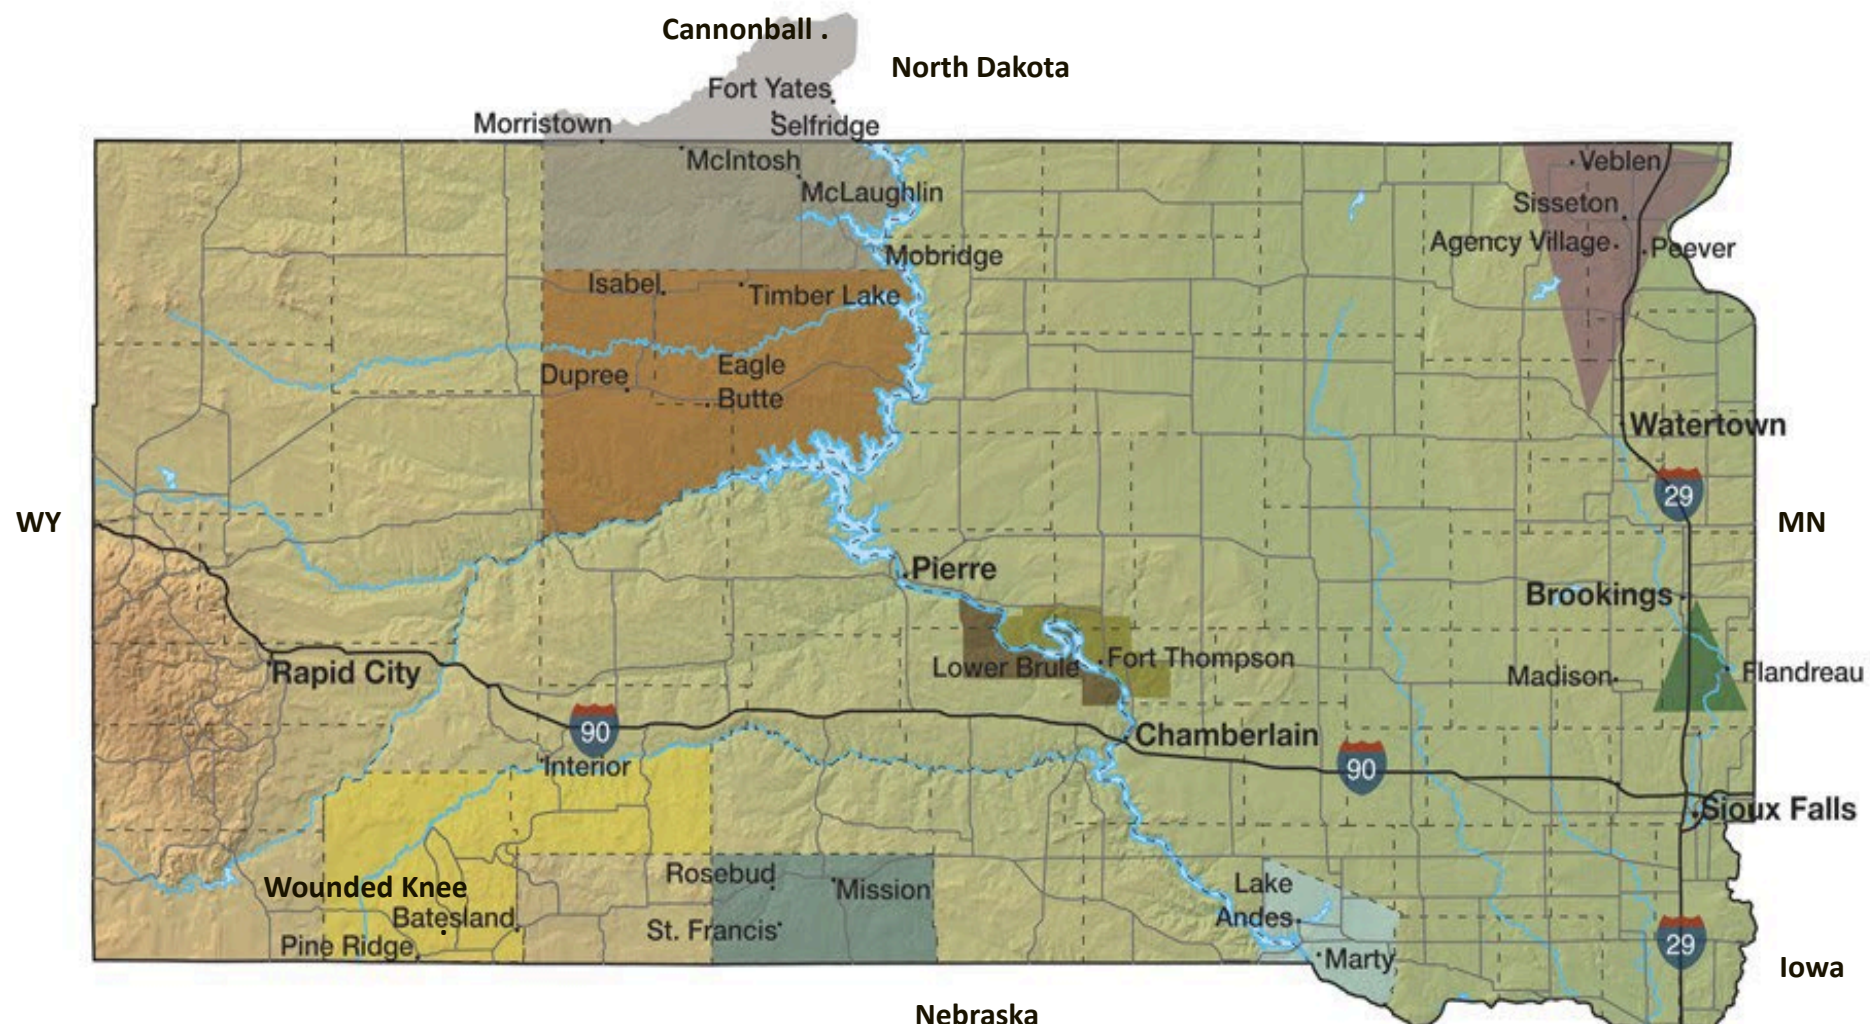 Cannonball .
North Dakota
Fort Yates
Morristown
Selfridge
McIntosh
Veblen
McLaughlin
Sisseton
Agency Village
Peever
Mobridge
Isabel
Timber Lake
Eagle
Butte
Dupree
Watertown
29
WY
MN
Pierre
Brookings
Lower Brule
Fort Thompson
Rapid City
Madison
Flandreau
90
Chamberlain
Interior
90
Sioux Falls
Rosebud
Mission
Lake
Andes
Wounded Knee
Batesland
St. Francis
Pine Ridge
Marty
29
Iowa
Nebraska